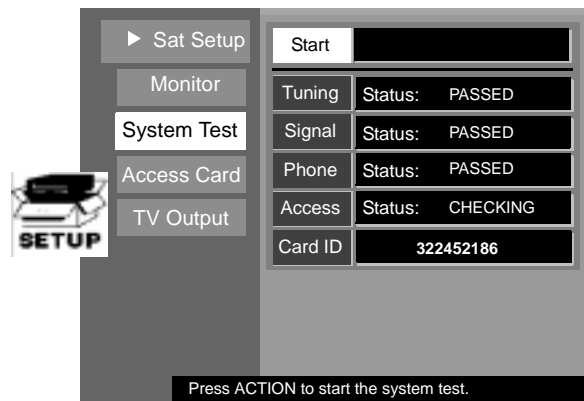 Sat Setup
Monitor
System Test
Access Card
TV Output
SETUP
Start
Tuning Status: PASSED
Signal Status: PASSED
Phone Status: PASSED
Access Status: CHECKING
Card ID 322452186
Press ACTION to start the system test.